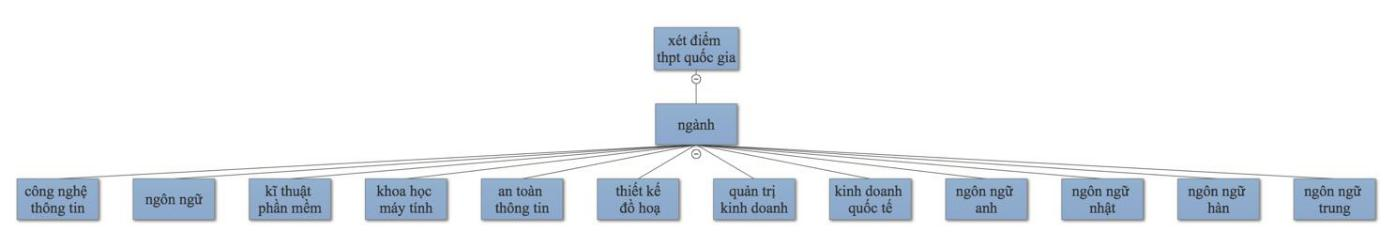 xét điểm
thpt quốc gia
ngành
công nghệ
thông tin
ngôn ngữ
kĩ thuật
phần mềm
khoa học
máy tính
an toàn
thông tin
thiết kế
đồ hoạ
quản trị
kinh doanh
kinh doanh
quốc tế
ngôn ngữ
anh
ngôn ngữ
nhật
ngôn ngữ
hàn
ngôn ngữ
trung